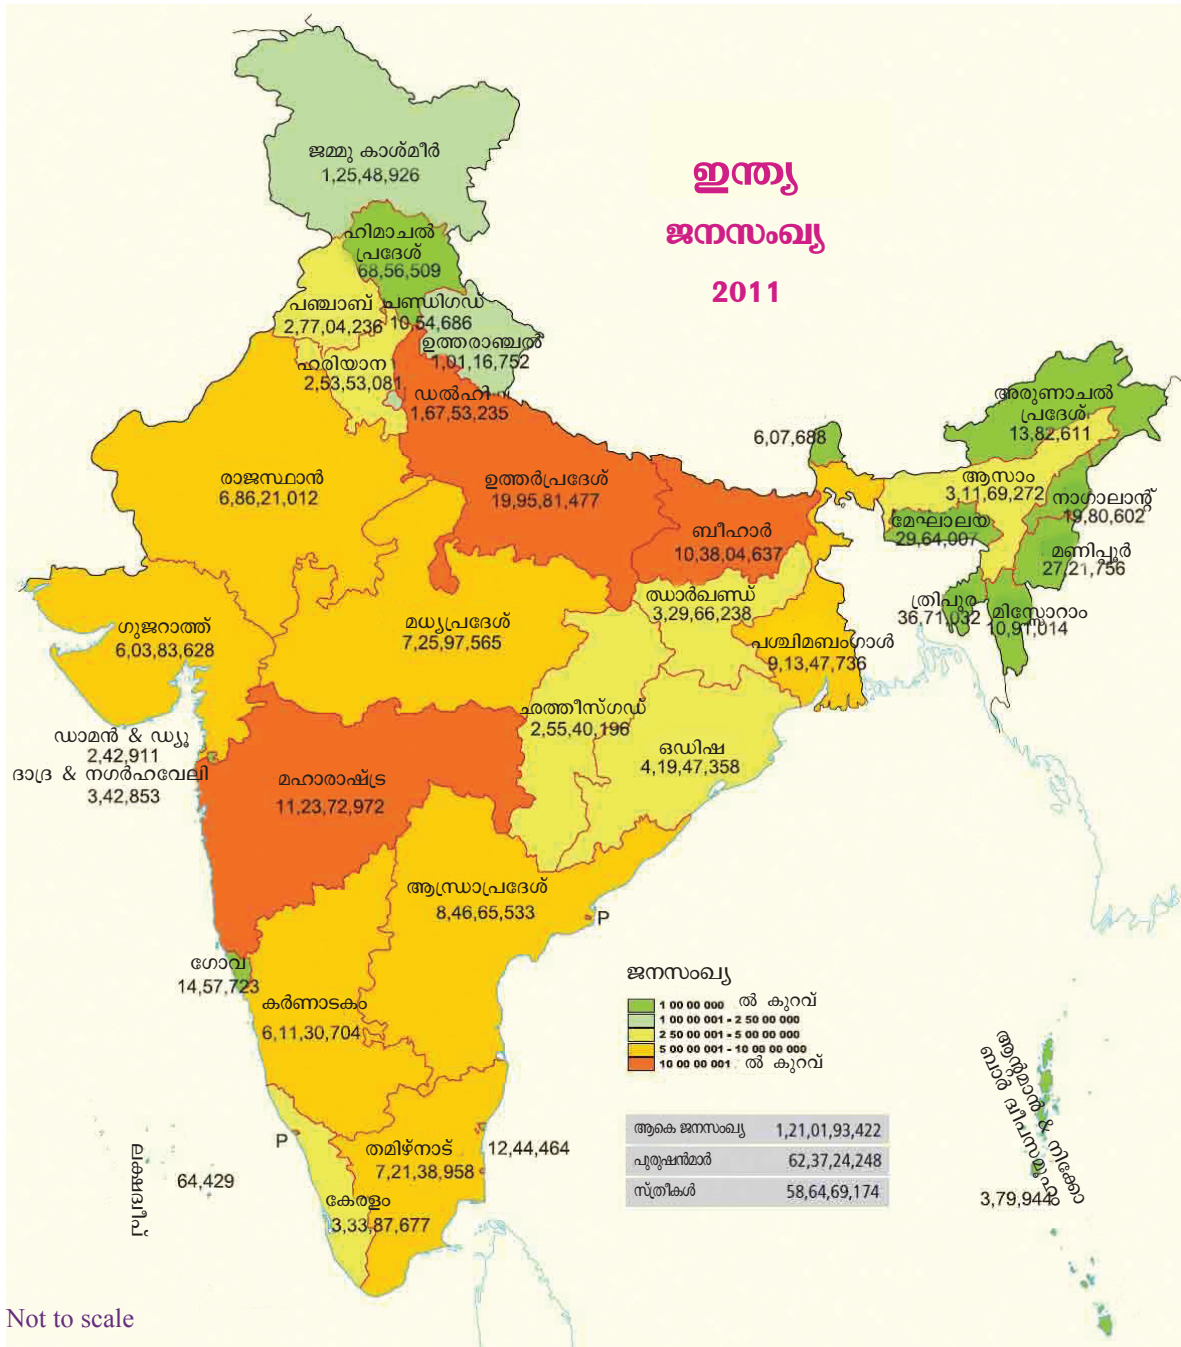 ഇന്ത്യ
ജനസംഖ്യ
2011
ജമ്മു കാശ്മീർ
1,25,48,926
ഹിമാചൽ
പ്രദേശ്
68,56,509
പഞ്ചാബ്
2,77,04,236
ചണ്ഡിഗഡ്
10,54,686
ഉത്തരാഞ്ചൽ
1,01,16,752
ഹരിയാന
2,53,53,081
ഡൽഹി
1,67,53,235
രാജസ്ഥാൻ
6,86,21,012
ഉത്തർപ്രദേശ്
19,95,81,477
ബീഹാർ
10,38,04,637
6,07,688
അരുണാചൽ
പ്രദേശ്
13,82,611
ആസാം
3,11,69,272
നാഗാലാന്റ്
19,80,602
മേഘാലയ
29,64,007
മണിപ്പൂർ
27,21,756
ത്രിപുര
36,71,032
മിസ്സോറാം
10,91,014
ഝാർഖണ്ഡ്
3,29,66,238
പശ്ചിമബംഗാൾ
9,13,47,736
ഗുജറാത്ത്
6,03,83,628
മധ്യപ്രദേശ്
7,25,97,565
ഛത്തീസ്ഗഡ്
2,55,40,196
ഒഡിഷ
4,19,47,358
ഡാമൻ & ഡ്യൂ
2,42,911
ദാദ്ര & നഗർഹവേലി
3,42,853
മഹാരാഷ്ട്ര
11,23,72,972
ആന്ധ്രാപ്രദേശ്
8,46,65,533
P
ഗോവ
14,57,723
കർണാടകം
6,11,30,704
ജനസംഖ്യ
1 00 00 000 ൽ കുറവ്
1 00 00 001 - 2 50 00 000
2 50 00 001 - 5 00 00 000
5 00 00 001 - 10 00 00 000
10 00 00 001 ൽ കുറവ്
ആകെ ജനസംഖ്യ 1,21,01,93,422
പുരുഷൻമാർ 62,37,24,248
സ്ത്രീകൾ 58,64,69,174
ആന്റമാൻ & നിക്കോ
ബാർ ദ്വീപസമൂഹം
3,79,944
P
തമിഴ്നാട്
7,21,38,958
12,44,464
കേരളം
3,33,87,677
ലക്ഷദ്വീപ്
64,429
Not to scale